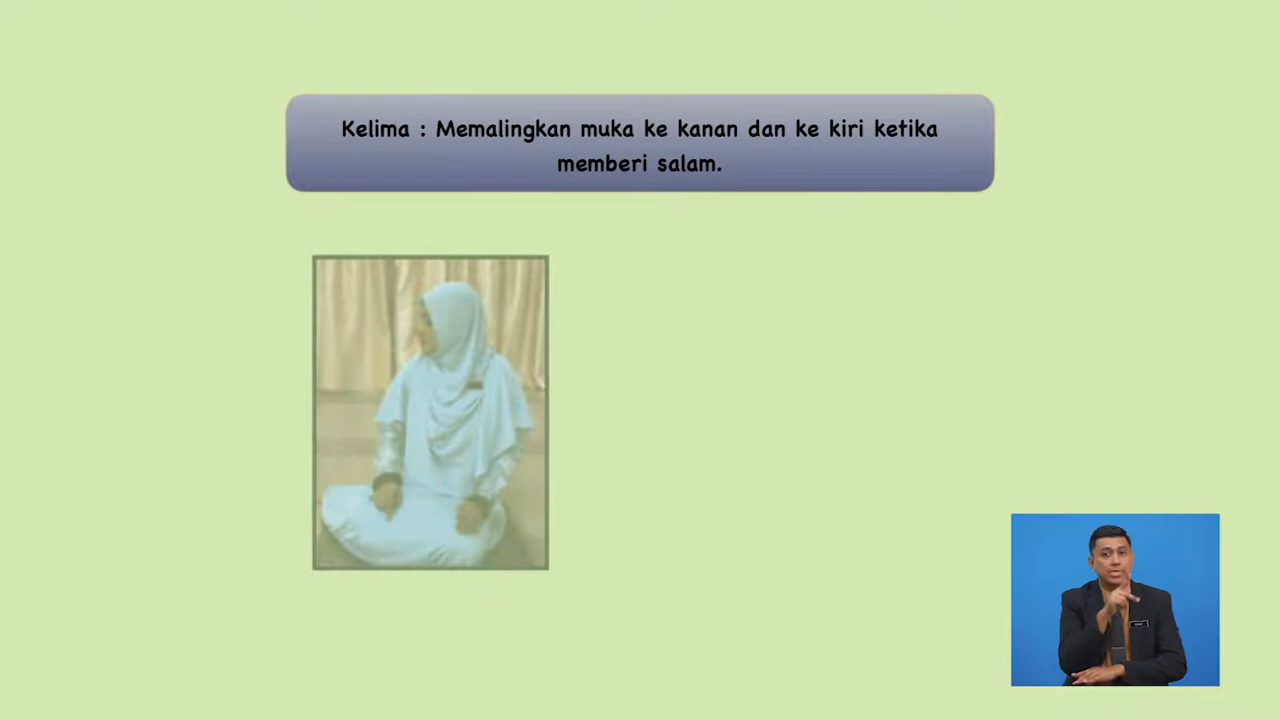 Kelima : Memalingkan muka ke kanan dan ke kiri ketika
memberi salam.